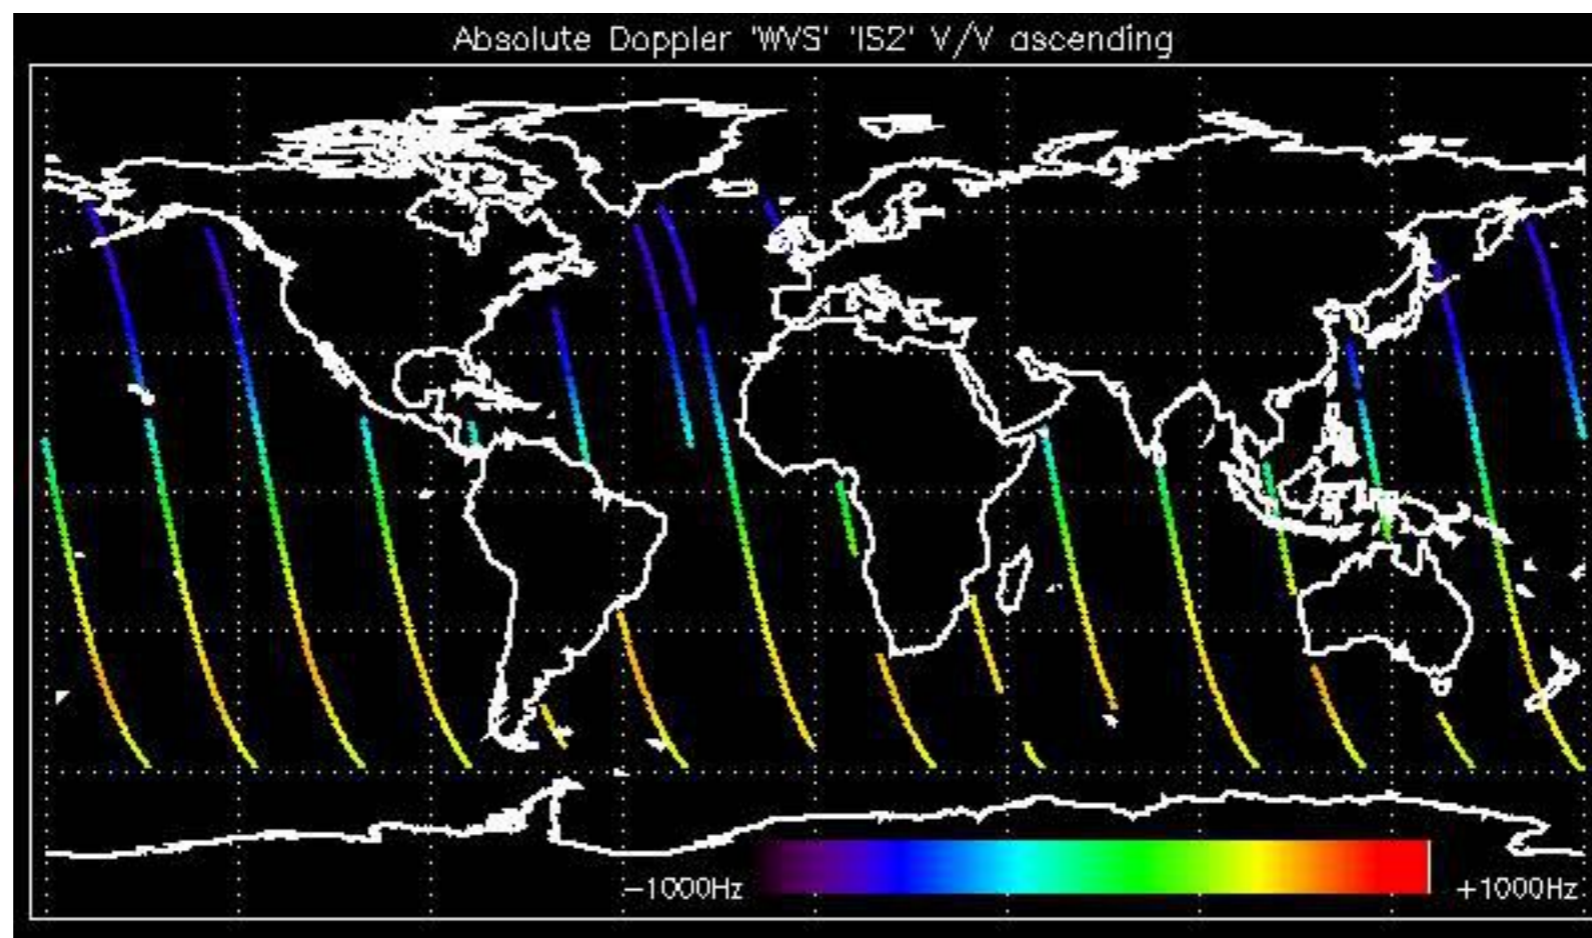 Absolute Doppler 'WVS' 'IS2' V/V ascending
-1000Hz +1000Hz